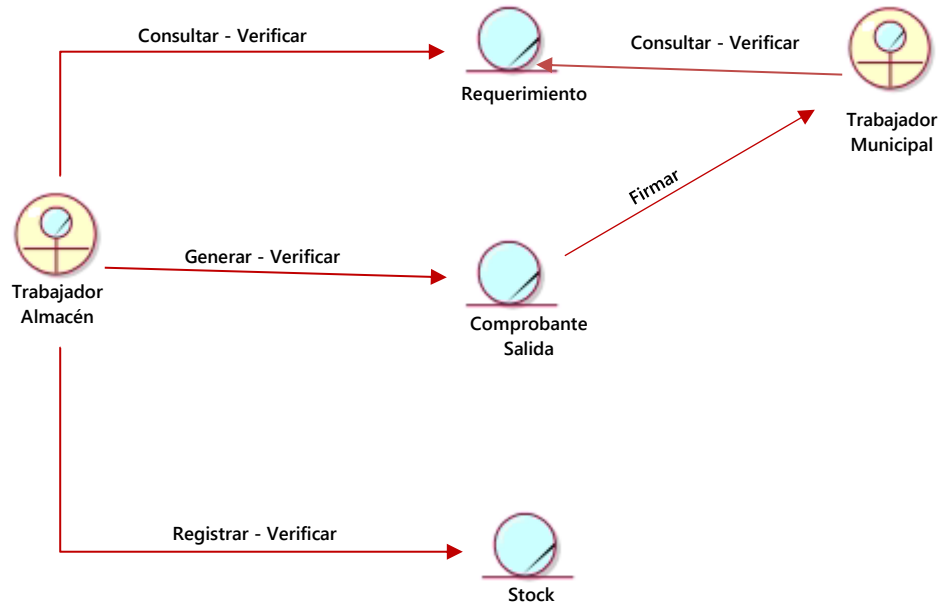 Consultar - Verificar
Consultar - Verificar
Requerimiento
Trabajador
Municipal
Firmar
Generar - Verificar
Trabajador
Almacén
Comprobante
Salida
Registrar - Verificar
Stock